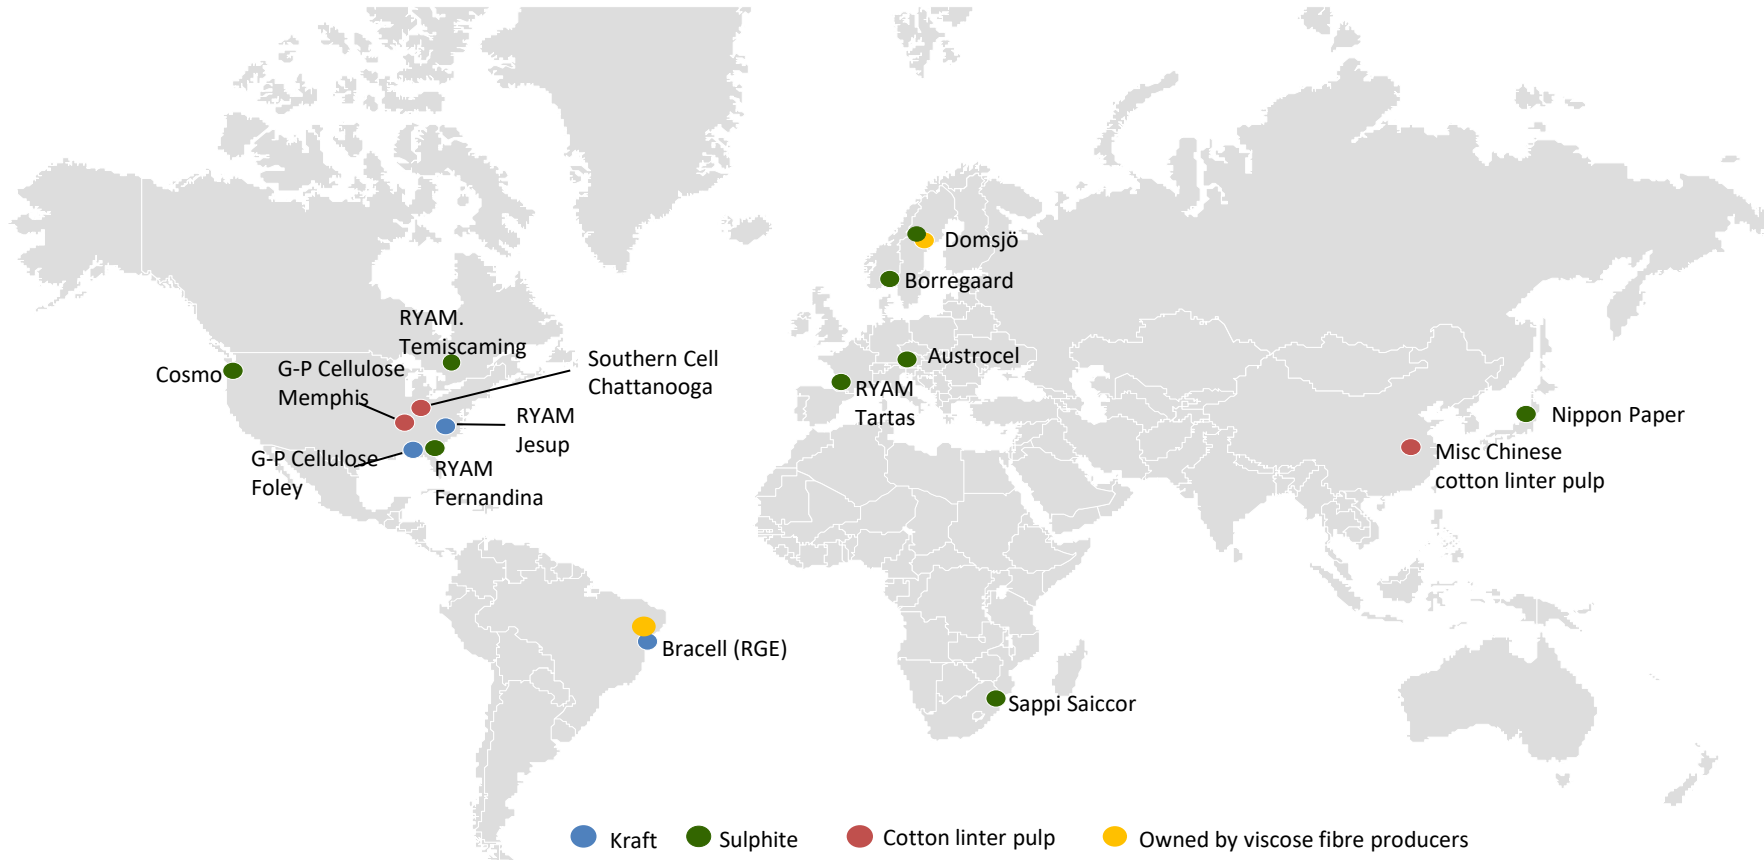 Domsjö
Borregaard
RYAM.
Temiscaming
Southern Cell
Chattanooga
Austrocel
Cosmo
G-P Cellulose
Memphis
RYAM
Tartas
RYAM
Jesup
Nippon Paper
G-P Cellulose
Foley
RYAM
Fernandina
Misc Chinese
cotton linter pulp
Bracell (RGE)
Sappi Saiccor
Kraft
Sulphite
Cotton linter pulp
Owned by viscose fibre producers